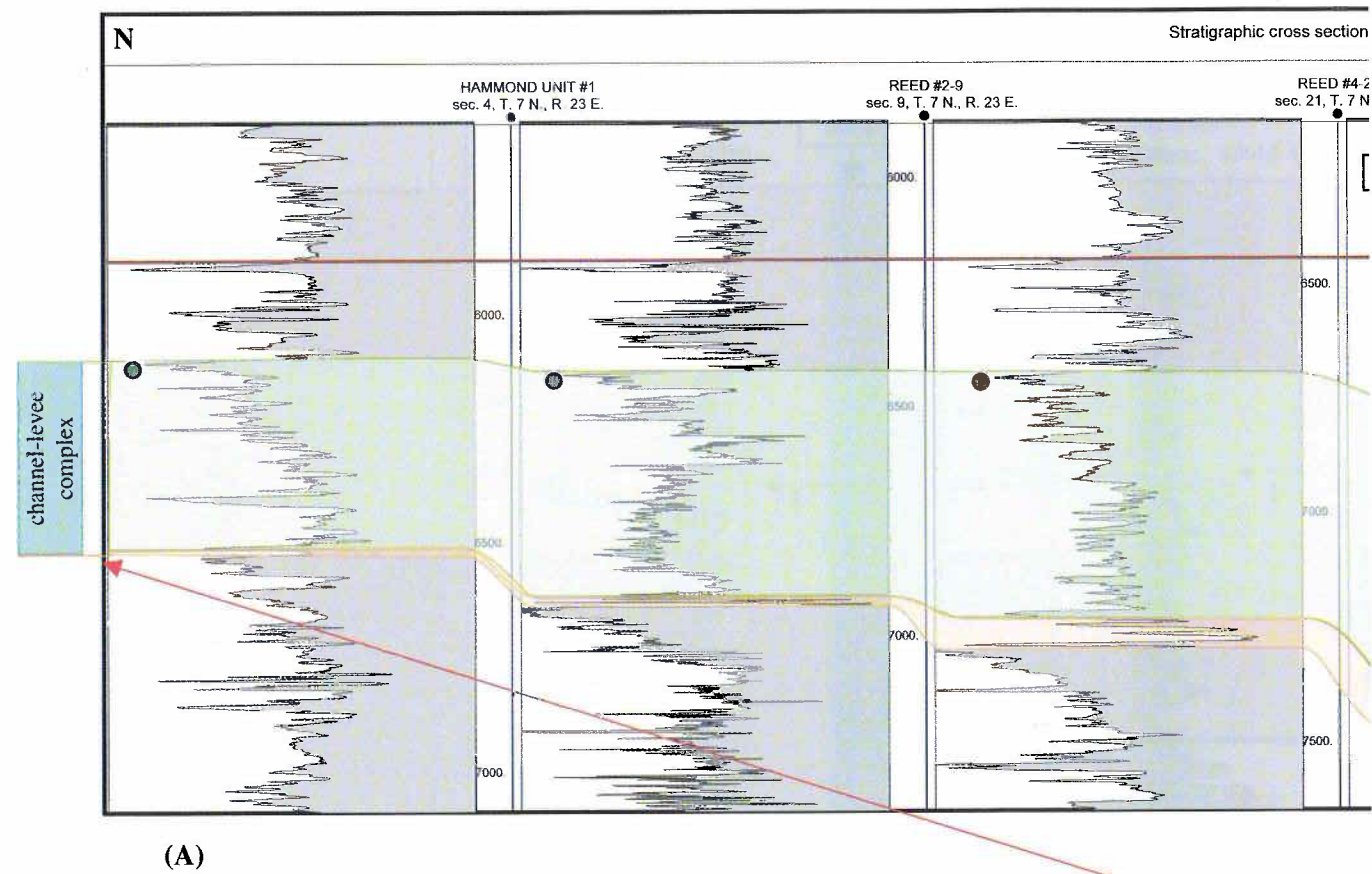 N
Stratigraphic cross section
HAMMOND UNIT #1
sec. 4, T. 7 N., R. 23 E.
REED #2-9
sec. 9, T. 7 N., R. 23 E.
REED #4-2
sec. 21, T. 7 N
6000.
6500.
7000.
6000.
6500.
7000.
6500.
7000.
7500.
channel-levee
complex
(A)